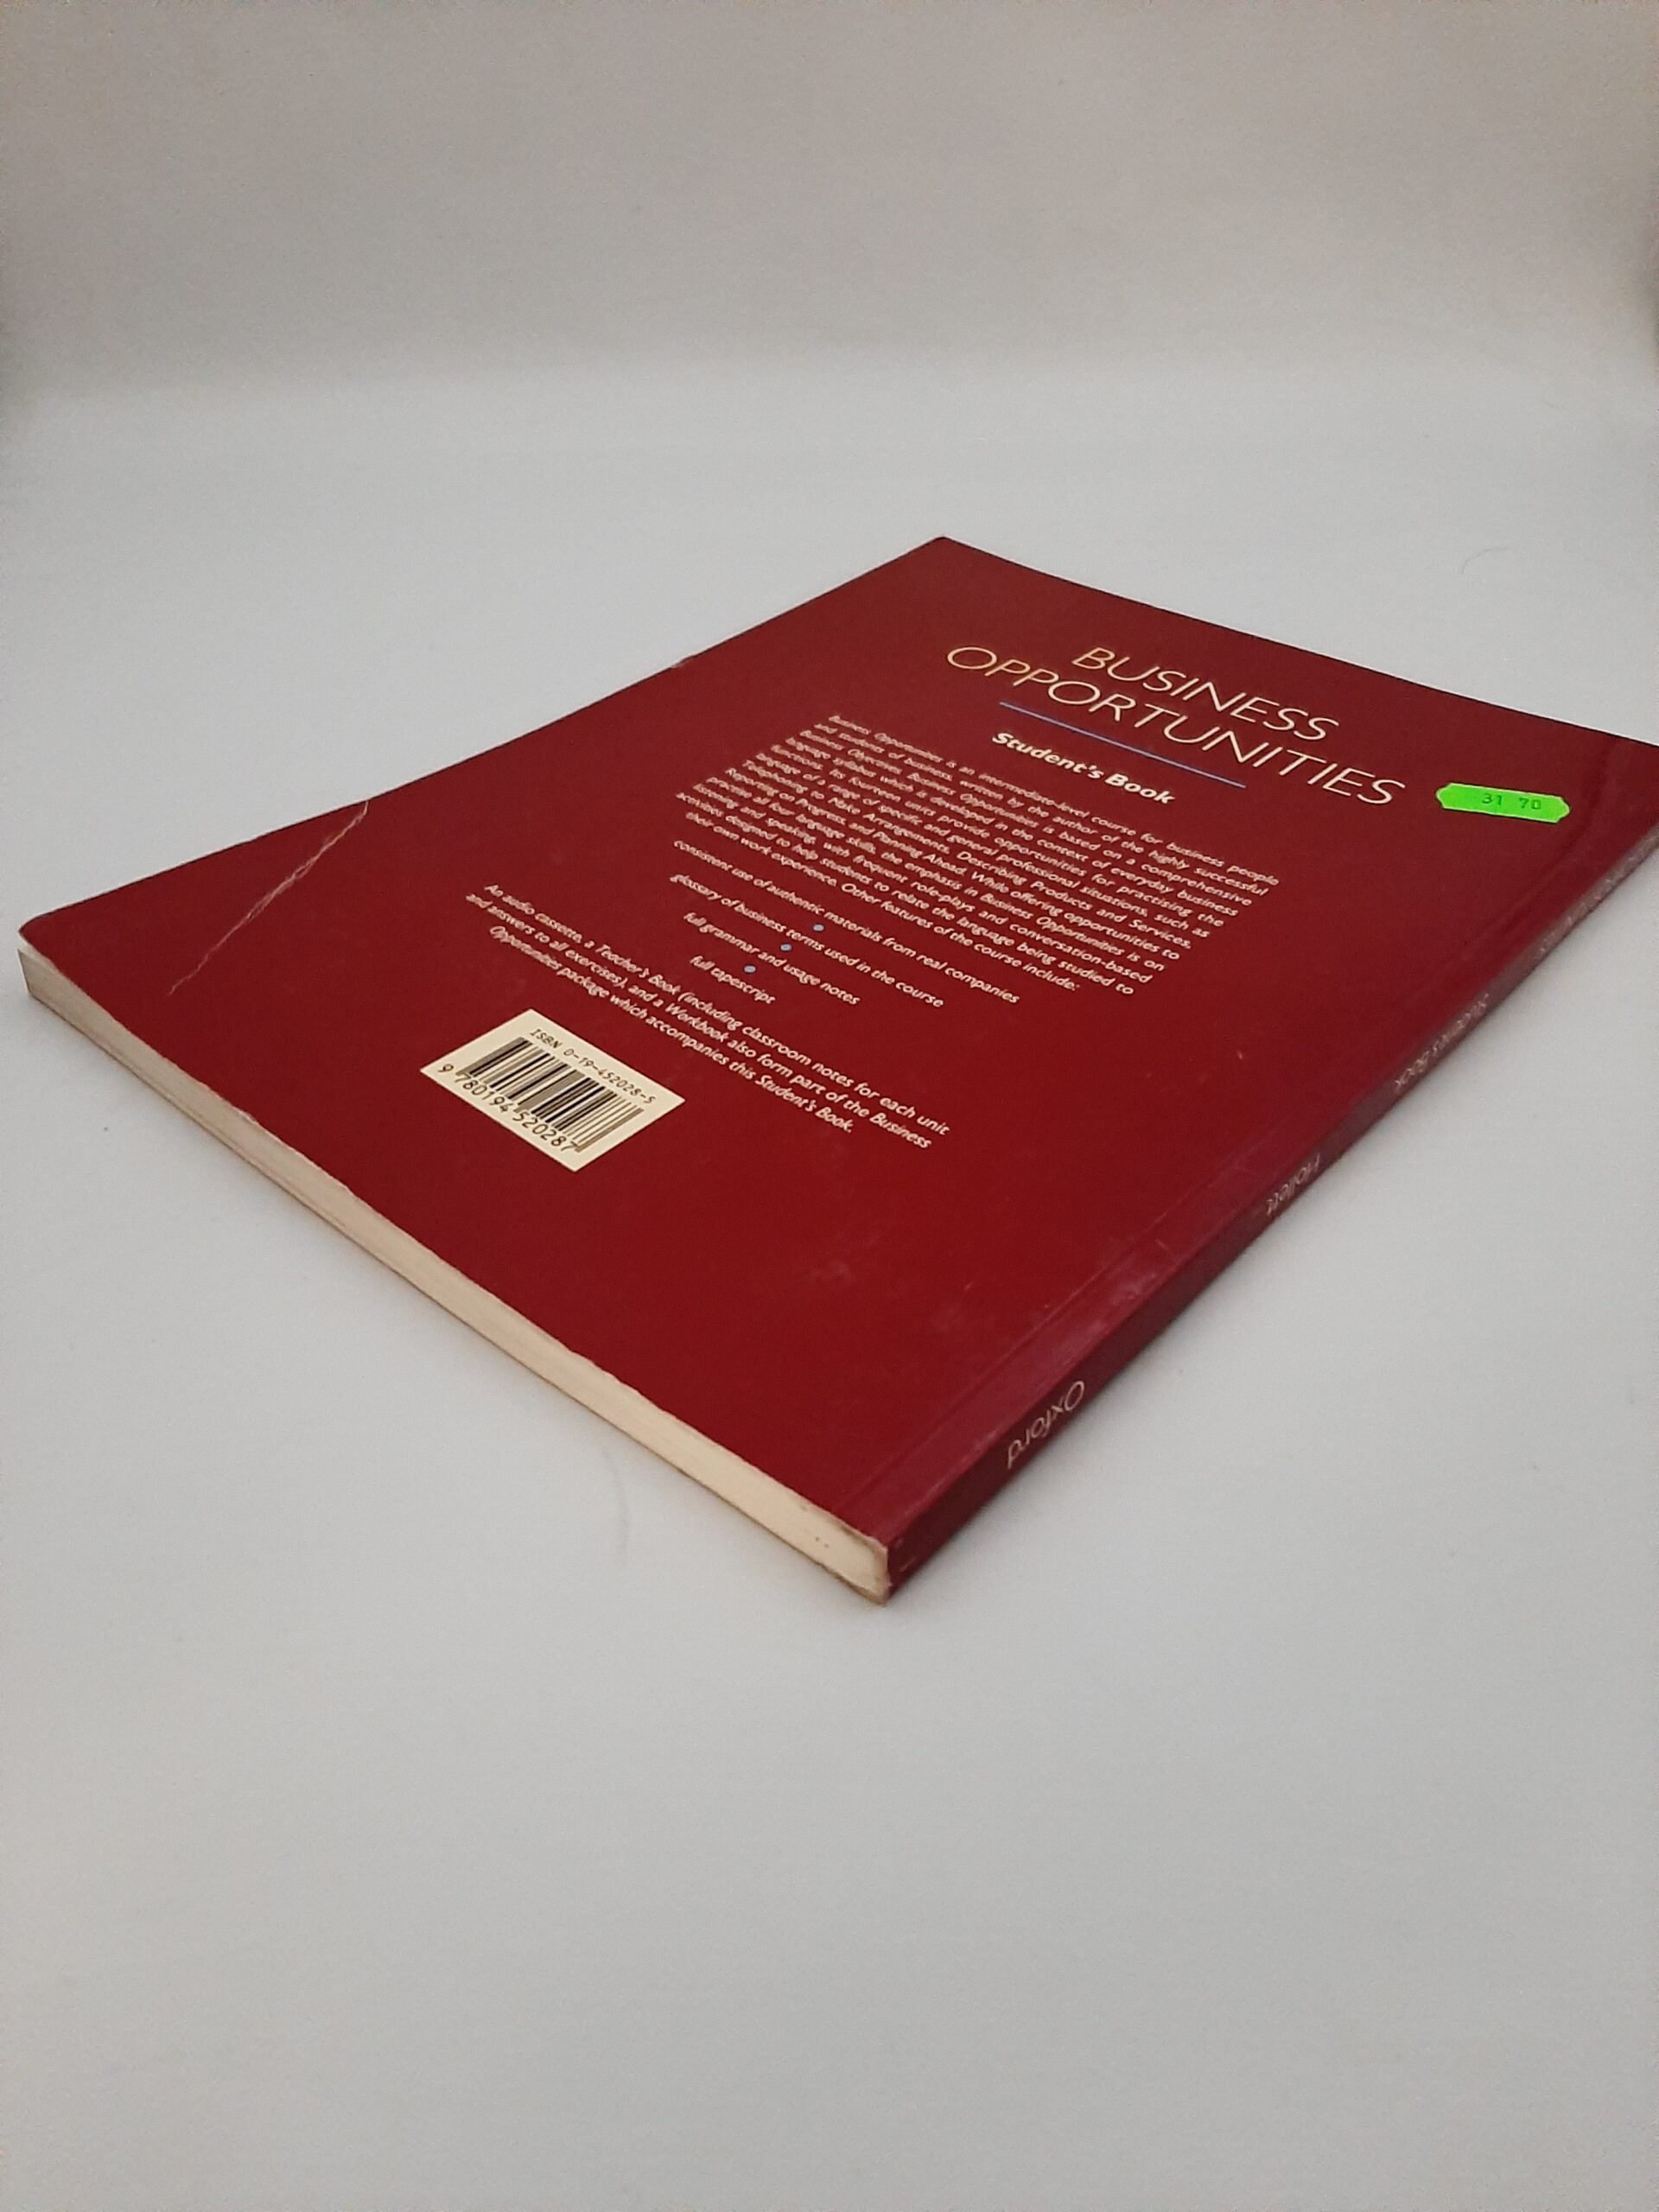 BUSINESS
OPPORTUNITIES
Student's Book
31 70
Business Opportunities is an intermediate-level course for business people
and students of business, written by the author of the highly successful
Business Objectives. Business Opportunities is based on a comprehensive
language syllabus which is developed in the context of everyday business
functions. Its fourteen units provide opportunities for practising the
language of a range of specific and general professional situations, such as
Telephoning to Make Arrangements, Describing Products and Services,
Reporting on Progress, and Planning Ahead. While offering opportunities to
practise all four language skills, the emphasis in Business Opportunities is on
listening and speaking, with frequent role-plays and conversation-based
activities designed to help students to relate the language being studied to
their own work experience. Other features of the course include:
consistent use of authentic materials from real companies
glossary of business terms used in the course
full grammar and usage notes
full tapescript
An audio cassette, a Teacher's Book (including classroom notes for each unit
and answers to all exercises), and a Workbook also form part of the Business
Opportunities package which accompanies this Student's Book.
ISBN 0-19-452028-5
9 780194 520287
Student's Book
Hollett
Oxford